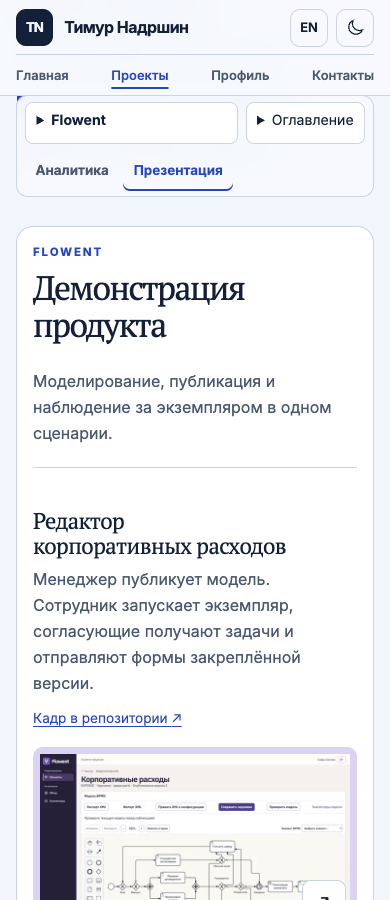 TN
Тимур Надршин
EN
Главная
Проекты
Профиль
Контакты
Flowent
Оглавление
Аналитика
Презентация
FLOWENT
Демонстрация
продукта
Моделирование, публикация и
наблюдение за экземпляром в одном
сценарии.
Редактор
корпоративных расходов
Менеджер публикует модель.
Сотрудник запускает экземпляр,
согласующие получают задачи и
отправляют формы закреплённой
версии.
Кадр в репозитории ↗
Flowent
Корпоративные расходы